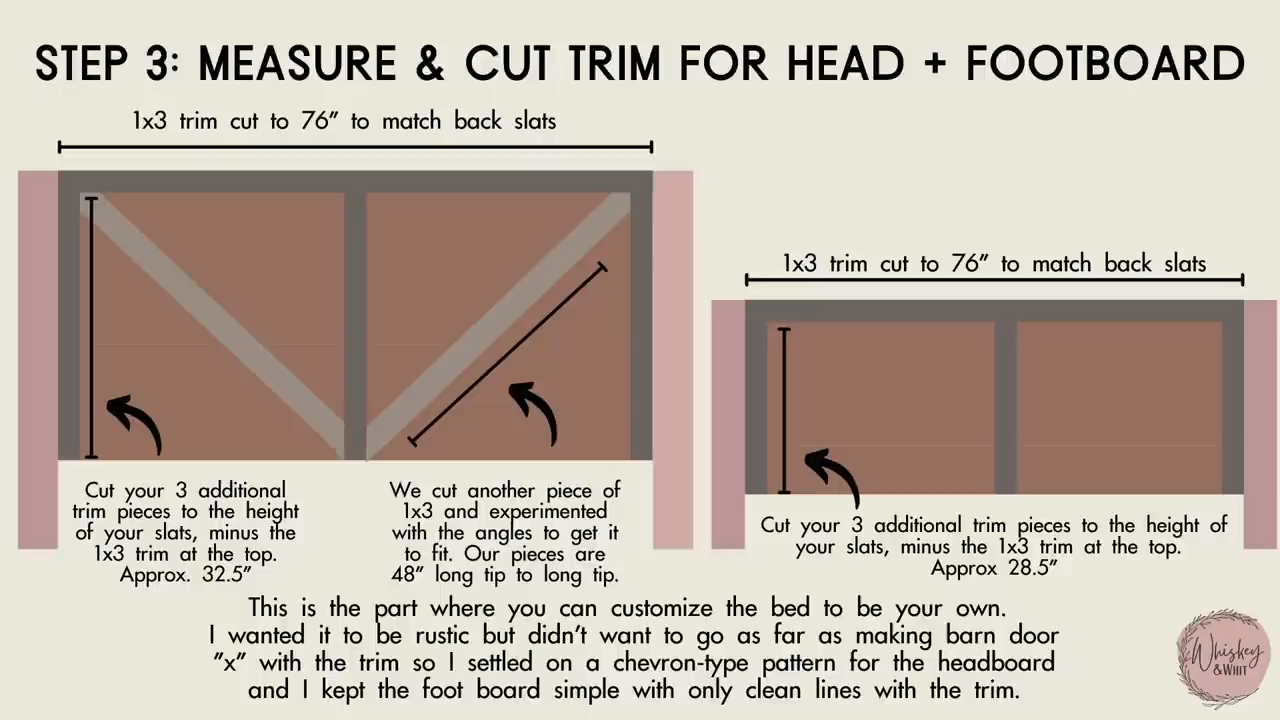 STEP 3: MEASURE & CUT TRIM FOR HEAD + FOOTBOARD
1x3 trim cut to 76" to match back slats
1x3 trim cut to 76" to match back slats
Cut your 3 additional
trim pieces to the height
of your slats, minus the
1x3 trim at the top.
Approx. 32.5"
We cut another piece of
1x3 and experimented
with the angles to get it
to fit. Our pieces are
48" long tip to long tip.
Cut your 3 additional trim pieces to the height of
your slats, minus the 1x3 trim at the top.
Approx 28.5"
This is the part where you can customize the bed to be your own.
I wanted it to be rustic but didn't want to go as far as making barn door
"x" with the trim so I settled on a chevron-type pattern for the headboard
and I kept the foot board simple with only clean lines with the trim.
Whiskey
& WHIT